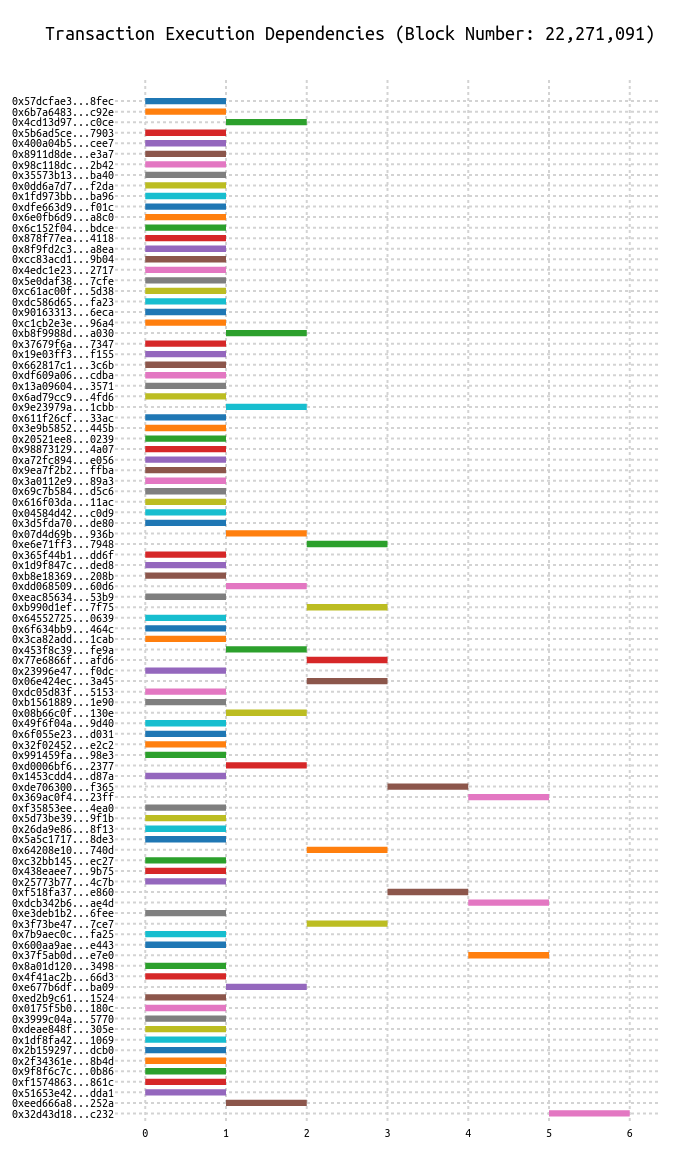 Transaction Execution Dependencies (Block Number: 22,271,091)
0x57dcfae3...8fec
0x6b7a6483...c92e
0x4cd13d97...c0ce
0x5b6ad5ce...7903
0x400a04b5...cee7
0x8911d8de...e3a7
0x98c118dc...2b42
0x35573b13...ba40
0x0dd6a7d7...f2da
0x1fd973bb...ba96
0xdfe663d9...f01c
0x6e0fb6d9...a8c0
0x6c152f04...bdce
0x878f77ea...4118
0x8f9fd2c3...a8ea
0xcc83acd1...9b04
0x4edc1e23...2717
0x5e0daf38...7cfe
0xc61ac00f...5d38
0xdc586d65...fa23
0x90163313...6eca
0xc1cb2e3e...96a4
0xb8f9988d...a030
0x37679f6a...7347
0x19e03ff3...f155
0x662817c1...3c6b
0xdf609a06...cdba
0x13a09604...3571
0x6ad79cc9...4fd6
0x9e23979a...1cbb
0x611f26cf...33ac
0x3e9b5852...445b
0x20521ee8...0239
0x98873129...4a07
0xa72fc894...e056
0x9ea7f2b2...ffba
0x3a0112e9...89a3
0x69c7b584...d5c6
0x616f03da...11ac
0x04584d42...c0d9
0x3d5fda70...de80
0x07d4d69b...936b
0xe6e71ff3...7948
0x365f44b1...dd6f
0x1d9f847c...ded8
0xb8e18369...208b
0xdd068509...60d6
0xeac85634...53b9
0xb990d1ef...7f75
0x64552725...0639
0x6f634bb9...464c
0x3ca82add...1cab
0x453f8c39...fe9a
0x77e6866f...afd6
0x23996e47...f0dc
0x06e424ec...3a45
0xdc05d83f...5153
0xb1561889...1e90
0x08b66c0f...130e
0x49f6f04a...9d40
0x6f055e23...d031
0x32f02452...e2c2
0x991459fa...98e3
0xd0006bf6...2377
0x1453cdd4...d87a
0xde706300...f365
0x369ac0f4...23ff
0xf35853ee...4ea0
0x5d73be39...9f1b
0x26da9e86...8f13
0x5a5c1717...8de3
0x64208e10...740d
0xc32bb145...ec27
0x438eaee7...9b75
0x25773b77...4c7b
0xf518fa37...e860
0xdcb342b6...ae4d
0xe3deb1b2...6fee
0x3f73be47...7ce7
0x7b9aec0c...fa25
0x600aa9ae...e443
0x37f5ab0d...e7e0
0x8a01d120...3498
0x4f41ac2b...66d3
0xe677b6df...ba09
0xed2b9c61...1524
0x0175f5b0...180c
0x3999c04a...5770
0xdeae848f...305e
0x1df8fa42...1069
0x2b159297...dcb0
0x2f34361e...8b4d
0x9f8f6c7c...0b86
0xf1574863...861c
0x51653e42...dda1
0xeed666a8...252a
0x32d43d18...c232
0 1 2 3 4 5 6